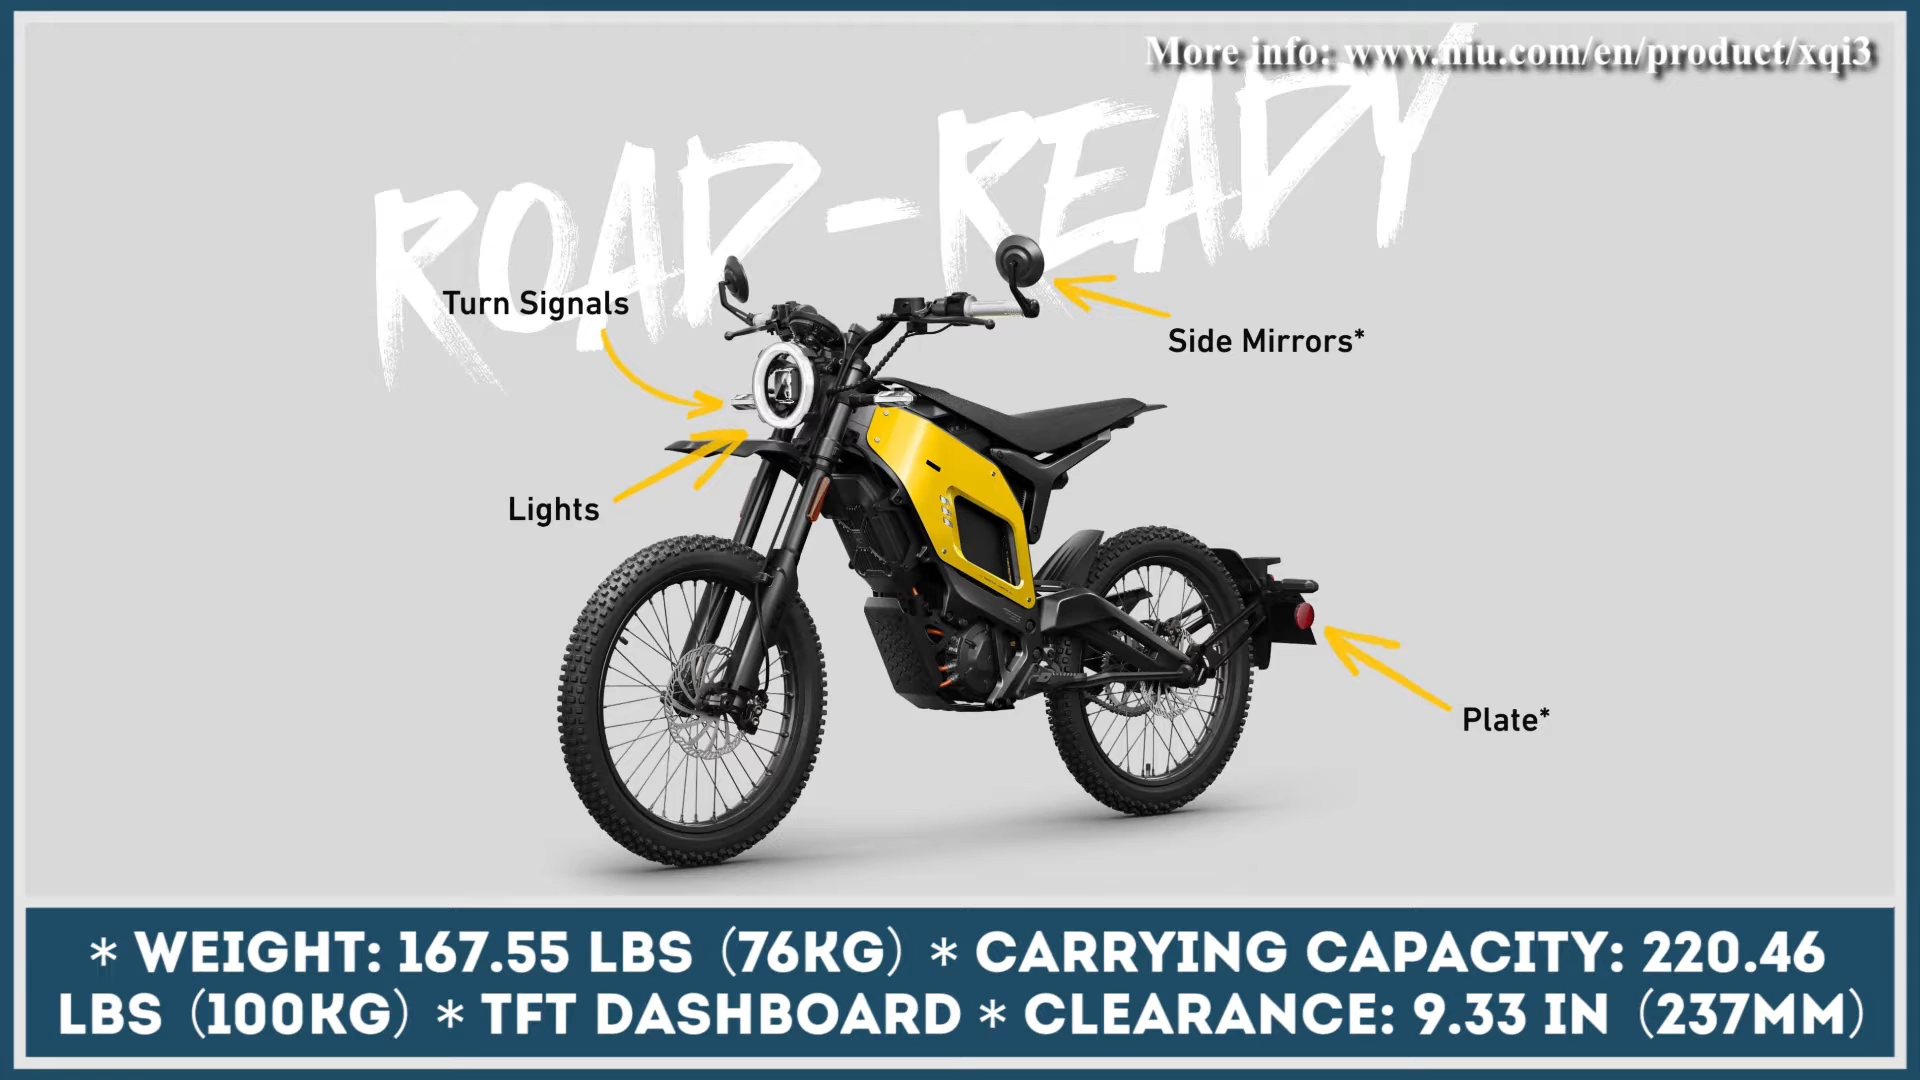 More info: www.niu.com/en/product/xqi3
ROAD-READY
Turn Signals
Side Mirrors*
Lights
Plate*
* WEIGHT: 167.55 LBS (76KG) * CARRYING CAPACITY: 220.46
LBS (100KG) * TFT DASHBOARD * CLEARANCE: 9.33 IN (237MM)